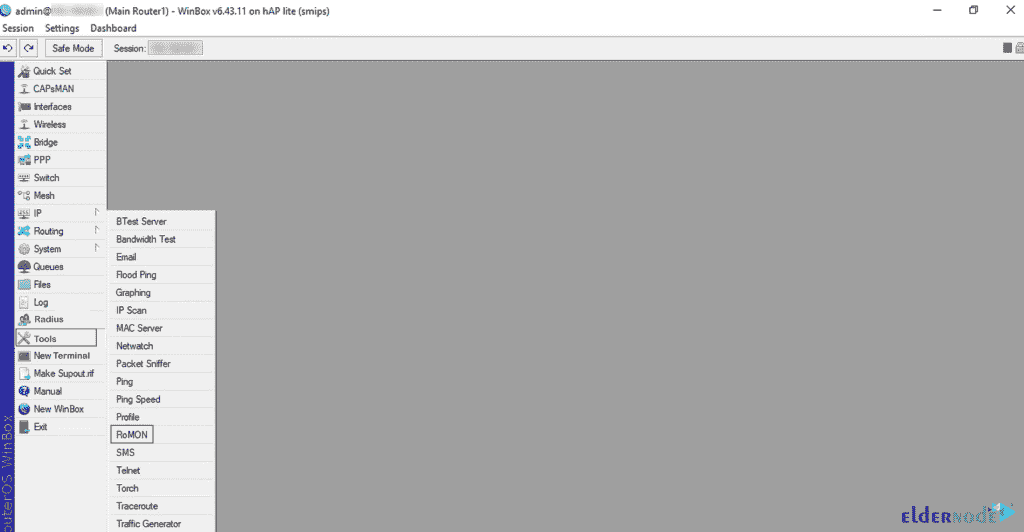 admin@ (Main Router1) - WinBox v6.43.11 on hAP lite (smips)
Session Settings Dashboard
Safe Mode Session:
Quick Set
CAPsMAN
Interfaces
Wireless
Bridge
PPP
Switch
Mesh
IP
Routing
System
Queues
Files
Log
Radius
Tools
New Terminal
Make Supout.rif
Manual
New WinBox
Exit
BTest Server
Bandwidth Test
Email
Flood Ping
Graphing
IP Scan
MAC Server
Netwatch
Packet Sniffer
Ping
Ping Speed
Profile
RoMON
SMS
Telnet
Torch
Traceroute
Traffic Generator
outerOS WinBox
eldernode